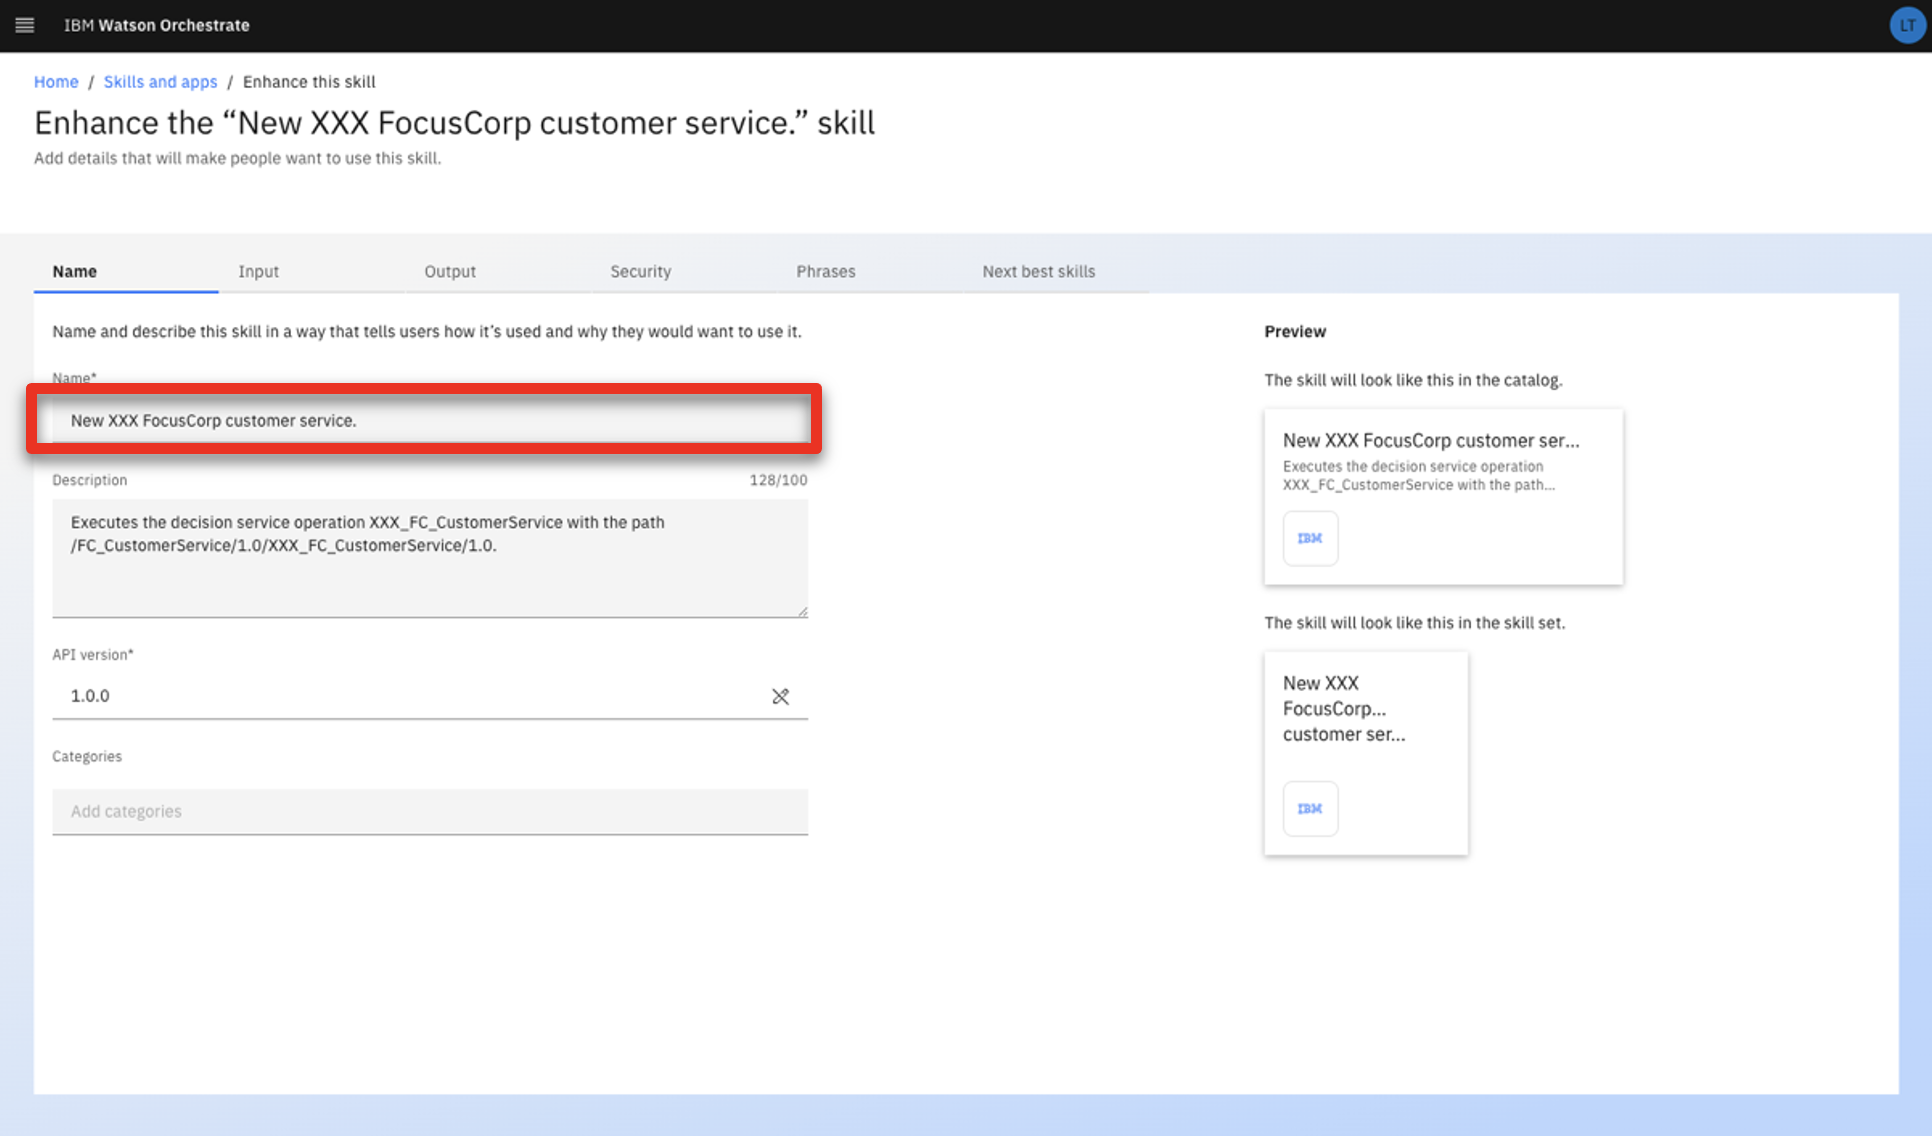 IBM Watson Orchestrate
LT
Home / Skills and apps / Enhance this skill
Enhance the “New XXX FocusCorp customer service.” skill
Add details that will make people want to use this skill.
Name Input Output Security Phrases Next best skills
Name and describe this skill in a way that tells users how it’s used and why they would want to use it.
Name*
New XXX FocusCorp customer service.
Description 128/100
Executes the decision service operation XXX_FC_CustomerService with the path
/FC_CustomerService/1.0/XXX_FC_CustomerService/1.0.
API version*
1.0.0
Categories
Add categories
Preview
The skill will look like this in the catalog.
New XXX FocusCorp customer ser...
Executes the decision service operation
XXX_FC_CustomerService with the path...
IBM
The skill will look like this in the skill set.
New XXX
FocusCorp...
customer ser...
IBM